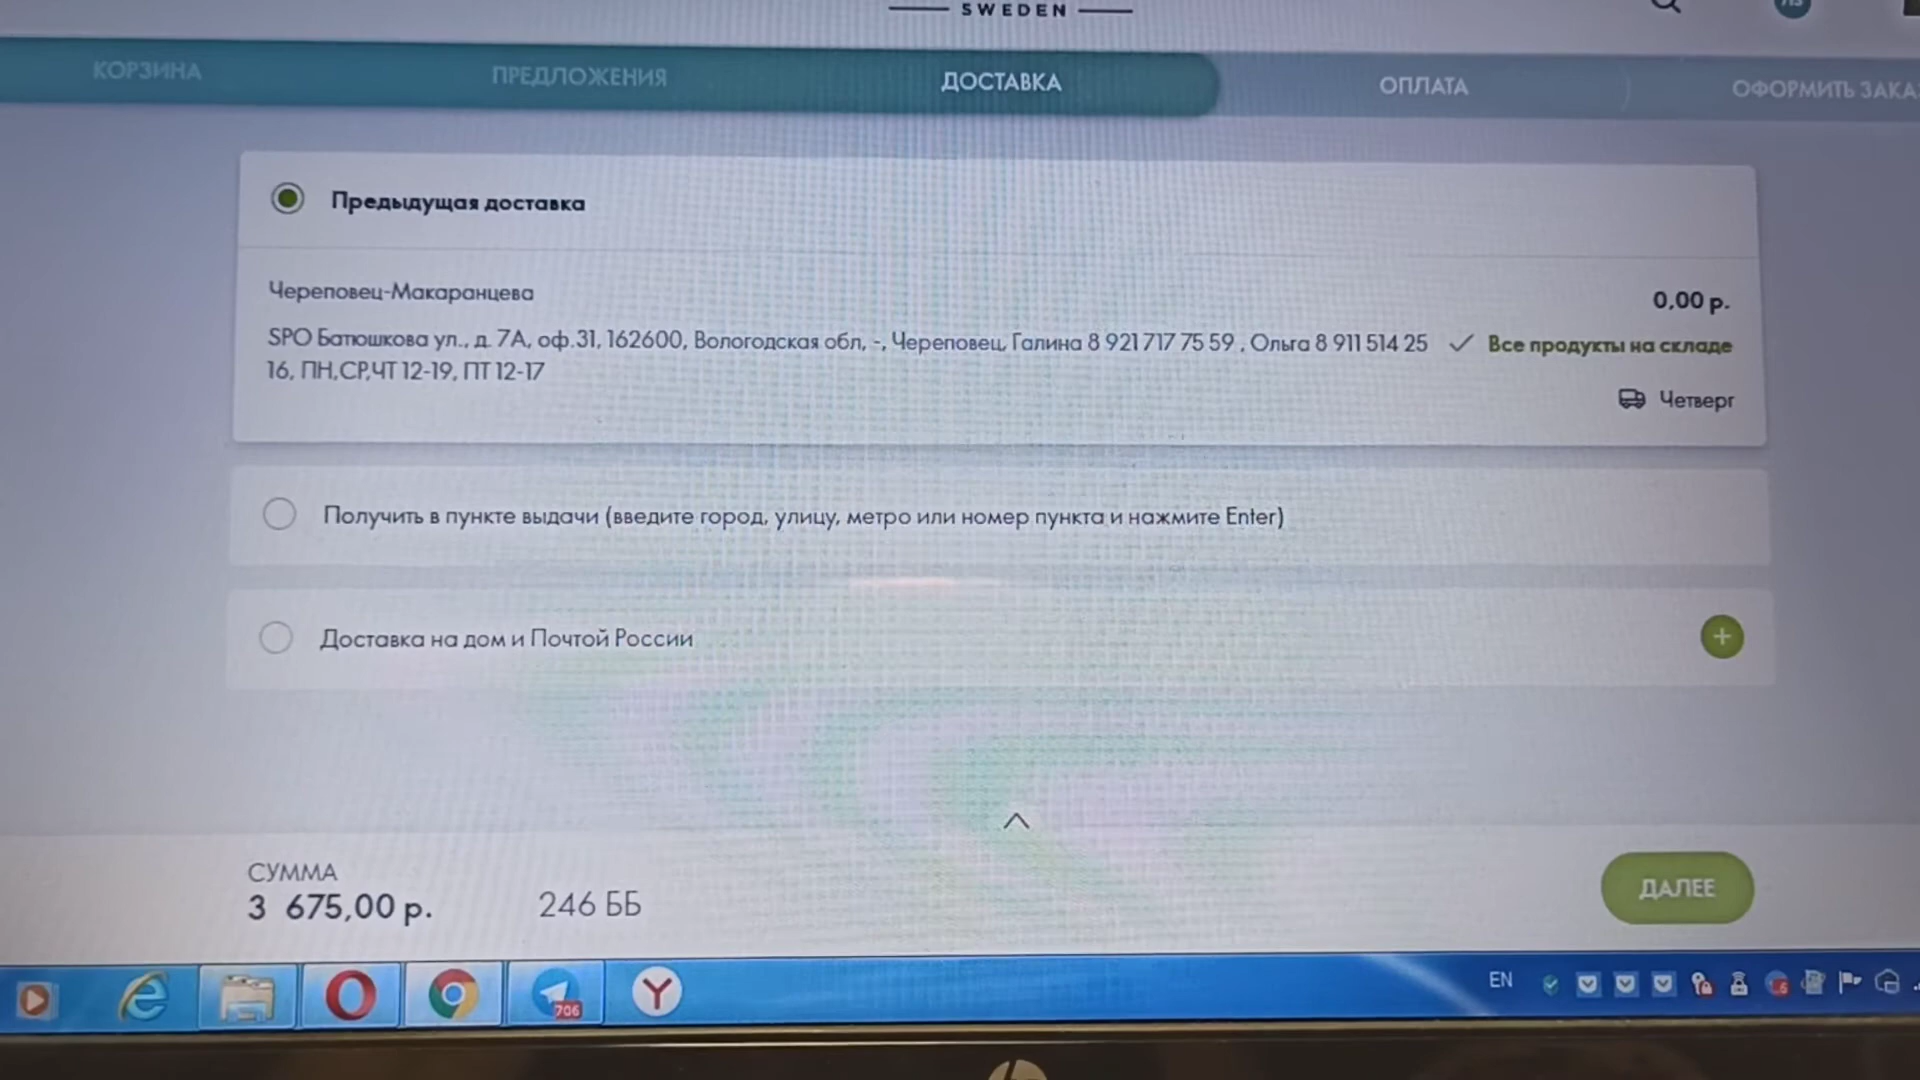 SWEDEN
КОРЗИНА
ПРЕДЛОЖЕНИЯ
ДОСТАВКА
ОПЛАТА
ОФОРМИТЬ ЗАКА
Предыдущая доставка
Череповец-Макаранцева
0,00 р.
SPO Батюшкова ул., д. 7А, оф.31, 162600, Вологодская обл, -, Череповец, Галина 8 921 717 75 59 , Ольга 8 911 514 25
16, ПН,СР,ЧТ 12-19, ПТ 12-17
Все продукты на складе
Четверг
Получить в пункте выдачи (введите город, улицу, метро или номер пункта и нажмите Enter)
Доставка на дом и Почтой России
СУММА
3 675,00 р.
246 ББ
ДАЛЕЕ
706
EN